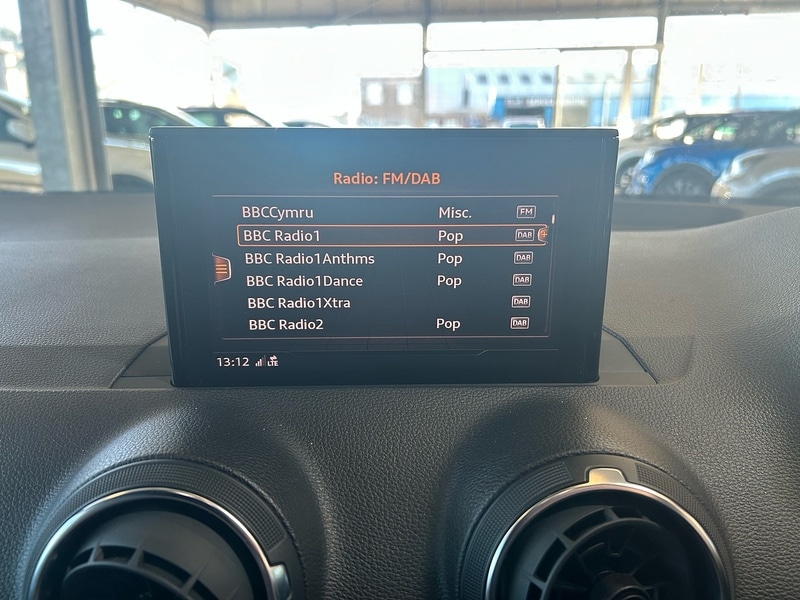 Radio: FM/DAB
BBCCymru Misc. FM
BBC Radio1 Pop DAB
BBC Radio1Anthms Pop DAB
BBC Radio1Dance Pop DAB
BBC Radio1Xtra DAB
BBC Radio2 Pop DAB
13:12 LTE